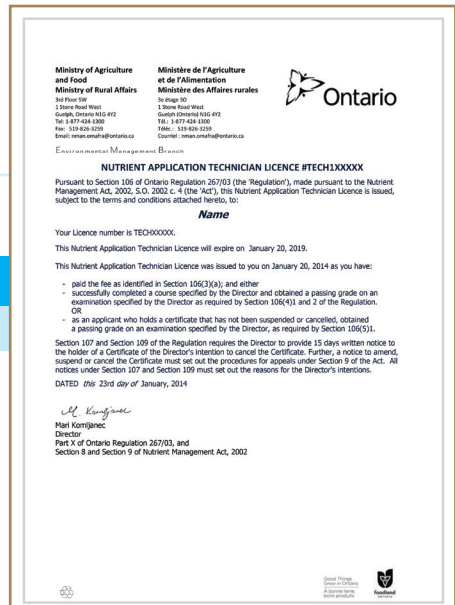 Ministry of Agriculture
and Food
Ministry of Rural Affairs
3rd Floor SW
1 Stone Road West
Guelph, Ontario N1G 4Y2
Tel: 1-877-424-1300
Fax: 519-826-3259
Email: nman.omafra@ontario.ca
Ministère de l'Agriculture
et de l'Alimentation
Ministère des Affaires rurales
3e étage SO
1 Stone Road West
Guelph (Ontario) N1G 4Y2
Tél.: 1-877-424-1300
Téléc.: 519-826-3259
Courriel : nman.omafra@ontario.ca
Ontario
Environmental Management Branch
NUTRIENT APPLICATION TECHNICIAN LICENCE #TECH1XXXXX
Pursuant to Section 106 of Ontario Regulation 267/03 (the 'Regulation'), made pursuant to the Nutrient
Management Act, 2002, S.O. 2002 c. 4 (the 'Act'), this Nutrient Application Technician Licence is issued,
subject to the terms and conditions attached hereto, to:
Name
Your Licence number is TECHXXXXX.
This Nutrient Application Technician Licence will expire on January 20, 2019.
This Nutrient Application Technician Licence was issued to you on January 20, 2014 as you have:
- paid the fee as identified in Section 106(3)(a); and either
- successfully completed a course specified by the Director and obtained a passing grade on an
examination specified by the Director as required by Section 106(4)1 and 2 of the Regulation.
OR
- as an applicant who holds a certificate that has not been suspended or cancelled, obtained
a passing grade on an examination specified by the Director, as required by Section 106(5)1.
Section 107 and Section 109 of the Regulation requires the Director to provide 15 days written notice to
the holder of a Certificate of the Director's intention to cancel the Certificate. Further, a notice to amend,
suspend or cancel the Certificate must set out the procedures for appeals under Section 9 of the Act. All
notices under Section 107 and Section 109 must set out the reasons for the Director's intentions.
DATED this 23rd day of January, 2014
M. Komljenec
Mari Komljanec
Director
Part X of Ontario Regulation 267/03, and
Section 8 and Section 9 of Nutrient Management Act, 2002
Good Things
Grow in Ontario
À bonne terre,
bons produits
foodland
ONTARIO